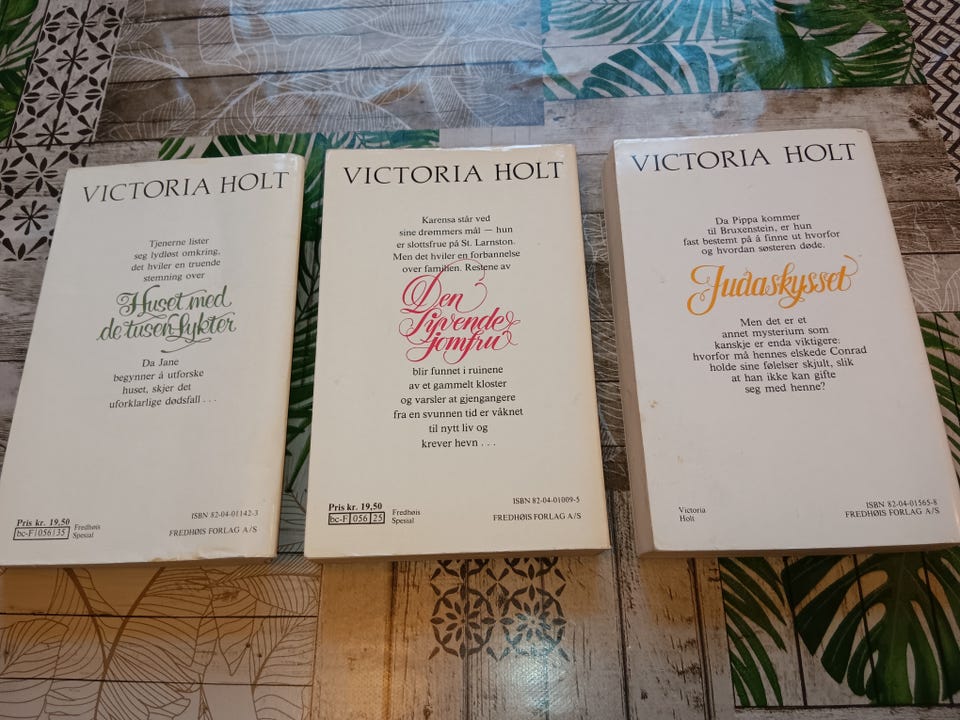 VICTORIA HOLT
Tjenerne lister
seg lydløst omkring,
det hviler en truende
stemning over
Huset med
de tusen Lykter
Da Jane
begynner å utforske
huset, skjer det
uforklarlige dødsfall . . .
Pris kr. 19,50
bc-F 056 35
Fredhøis
Spesial
ISBN 82-04-01142-3
FREDHØIS FORLAG A/S
VICTORIA HOLT
Karensa står ved
sine drømmers mål — hun
er slottsfrue på St. Larnston.
Men det hviler en forbannelse
over familien. Restene av
Den
Syvende
jomfru
blir funnet i ruinene
av et gammelt kloster
og varsler at gjengangere
fra en svunnen tid er våknet
til nytt liv og
krever hevn . . .
Pris kr. 19,50
bc-F 056 25
Fredhøis
Spesial
ISBN 82-04-01009-5
FREDHØIS FORLAG A/S
VICTORIA HOLT
Da Pippa kommer
til Bruxenstein, er hun
fast bestemt på å finne ut hvorfor
og hvordan søsteren døde.
Judaskysset
Men det er et
annet mysterium som
kanskje er enda viktigere:
hvorfor må hennes elskede Conrad
holde sine følelser skjult, slik
at han ikke kan gifte
seg med henne?
Victoria
Holt
ISBN 82-04-01565-8
FREDHØIS FORLAG A/S